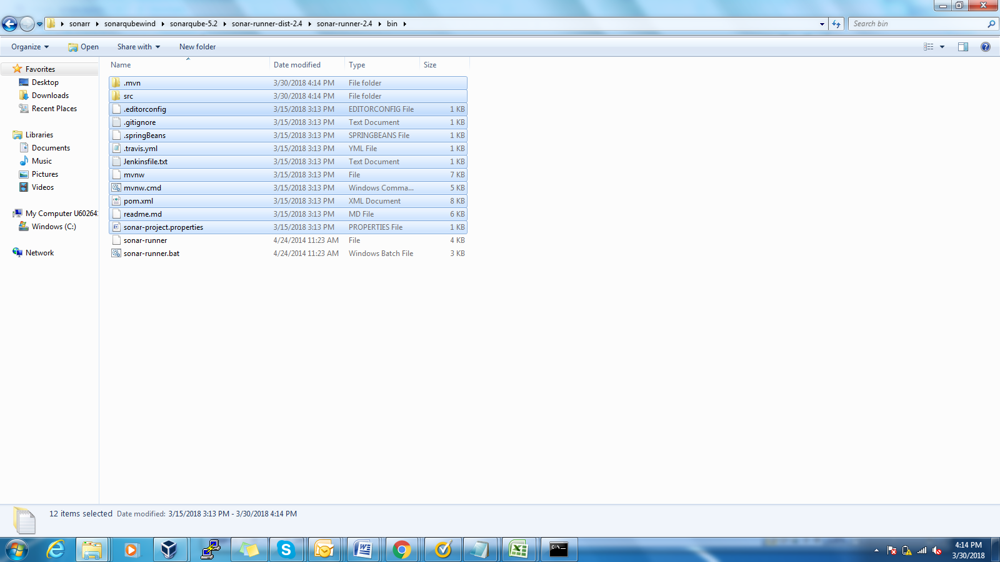 sonarr sonarqubewind sonarqube-5.2 sonar-runner-dist-2.4 sonar-runner-2.4 bin Search bin
Organize Open Share with New folder
Name Date modified Type Size
Favorites
Desktop
Downloads
Recent Places
Libraries
Documents
Music
Pictures
Videos
My Computer U60264
Windows (C:)
Network
.mvn 3/30/2018 4:14 PM File folder
src 3/30/2018 4:14 PM File folder
.editorconfig 3/15/2018 3:13 PM EDITORCONFIG File 1 KB
.gitignore 3/15/2018 3:13 PM Text Document 1 KB
.springBeans 3/15/2018 3:13 PM SPRINGBEANS File 1 KB
.travis.yml 3/15/2018 3:13 PM YML File 1 KB
Jenkinsfile.txt 3/15/2018 3:13 PM Text Document 1 KB
mvnw 3/15/2018 3:13 PM File 7 KB
mvnw.cmd 3/15/2018 3:13 PM Windows Comma... 5 KB
pom.xml 3/15/2018 3:13 PM XML Document 8 KB
readme.md 3/15/2018 3:13 PM MD File 6 KB
sonar-project.properties 3/15/2018 3:13 PM PROPERTIES File 1 KB
sonar-runner 4/24/2014 11:23 AM File 4 KB
sonar-runner.bat 4/24/2014 11:23 AM Windows Batch File 3 KB
12 items selected Date modified: 3/15/2018 3:13 PM - 3/30/2018 4:14 PM
4:14 PM
3/30/2018